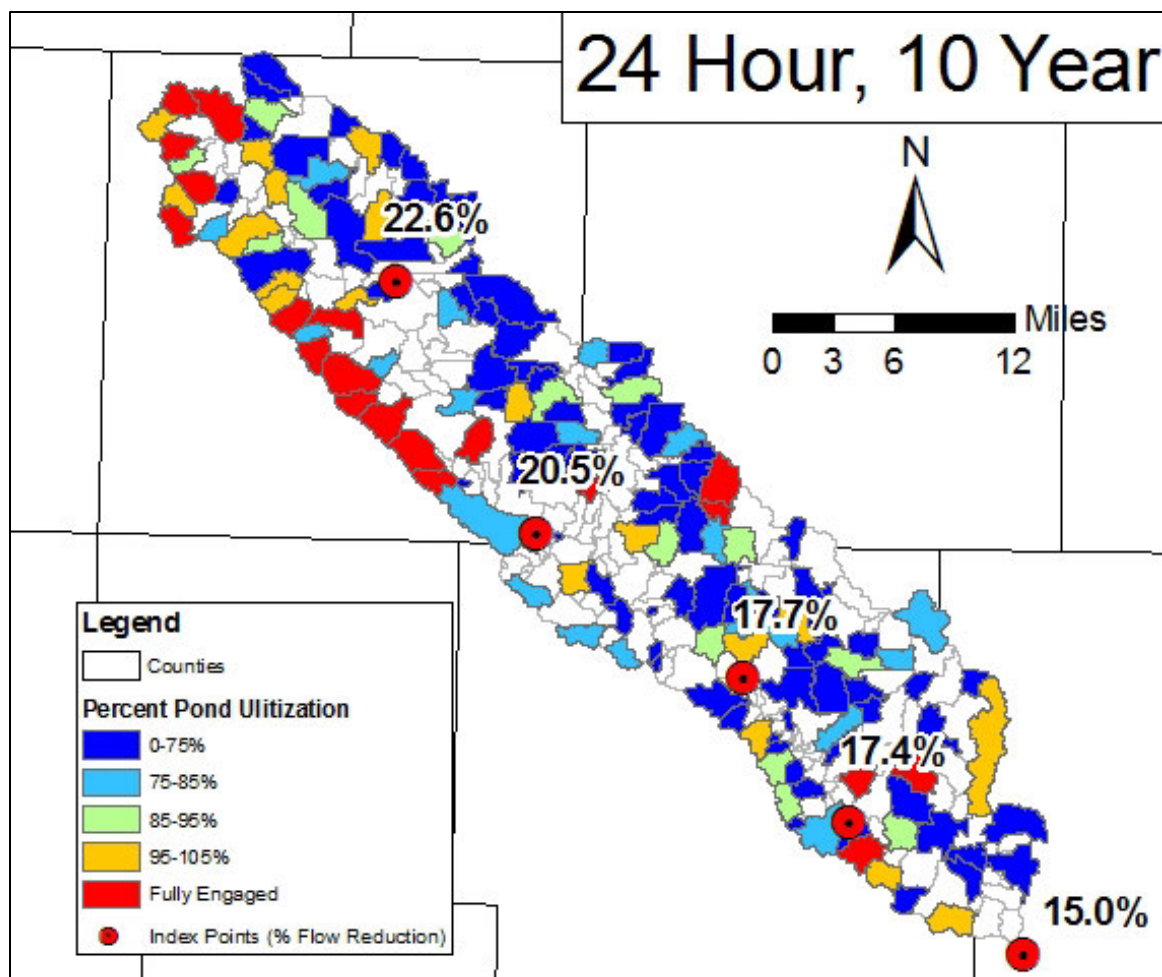 24 Hour, 10 Year
N
Miles
0 3 6 12
22.6%
20.5%
17.7%
17.4%
15.0%
Legend
Counties
Percent Pond Ulitization
0-75%
75-85%
85-95%
95-105%
Fully Engaged
Index Points (% Flow Reduction)